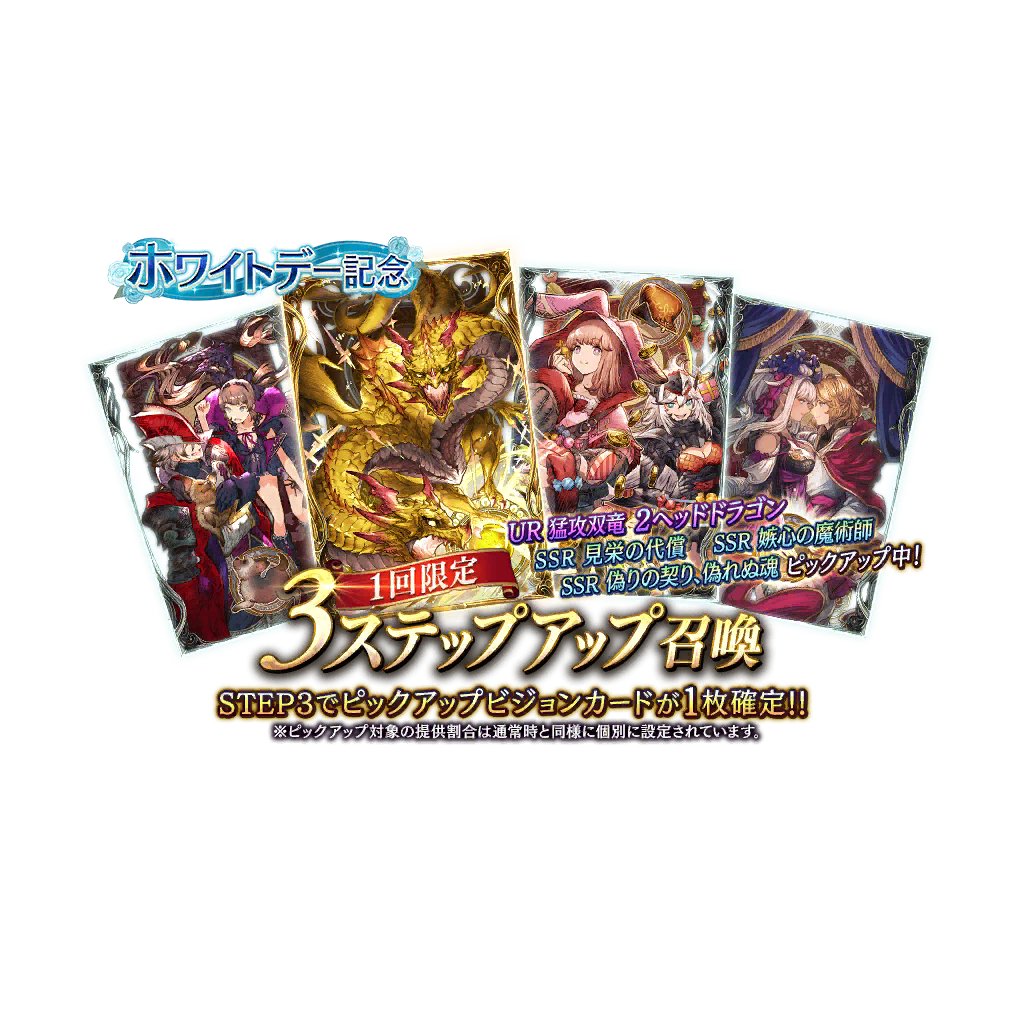 ホワイトデー記念
UR 猛攻双竜 2ヘッドドラゴン
SSR 見栄の代償 SSR 嫉心の魔術師
SSR 偽りの契り、偽れぬ魂 ピックアップ中!
1回限定
3ステップアップ召喚
STEP3でピックアップビジョンカードが1枚確定!!
※ピックアップ対象の提供割合は通常時と同様に個別に設定されています。